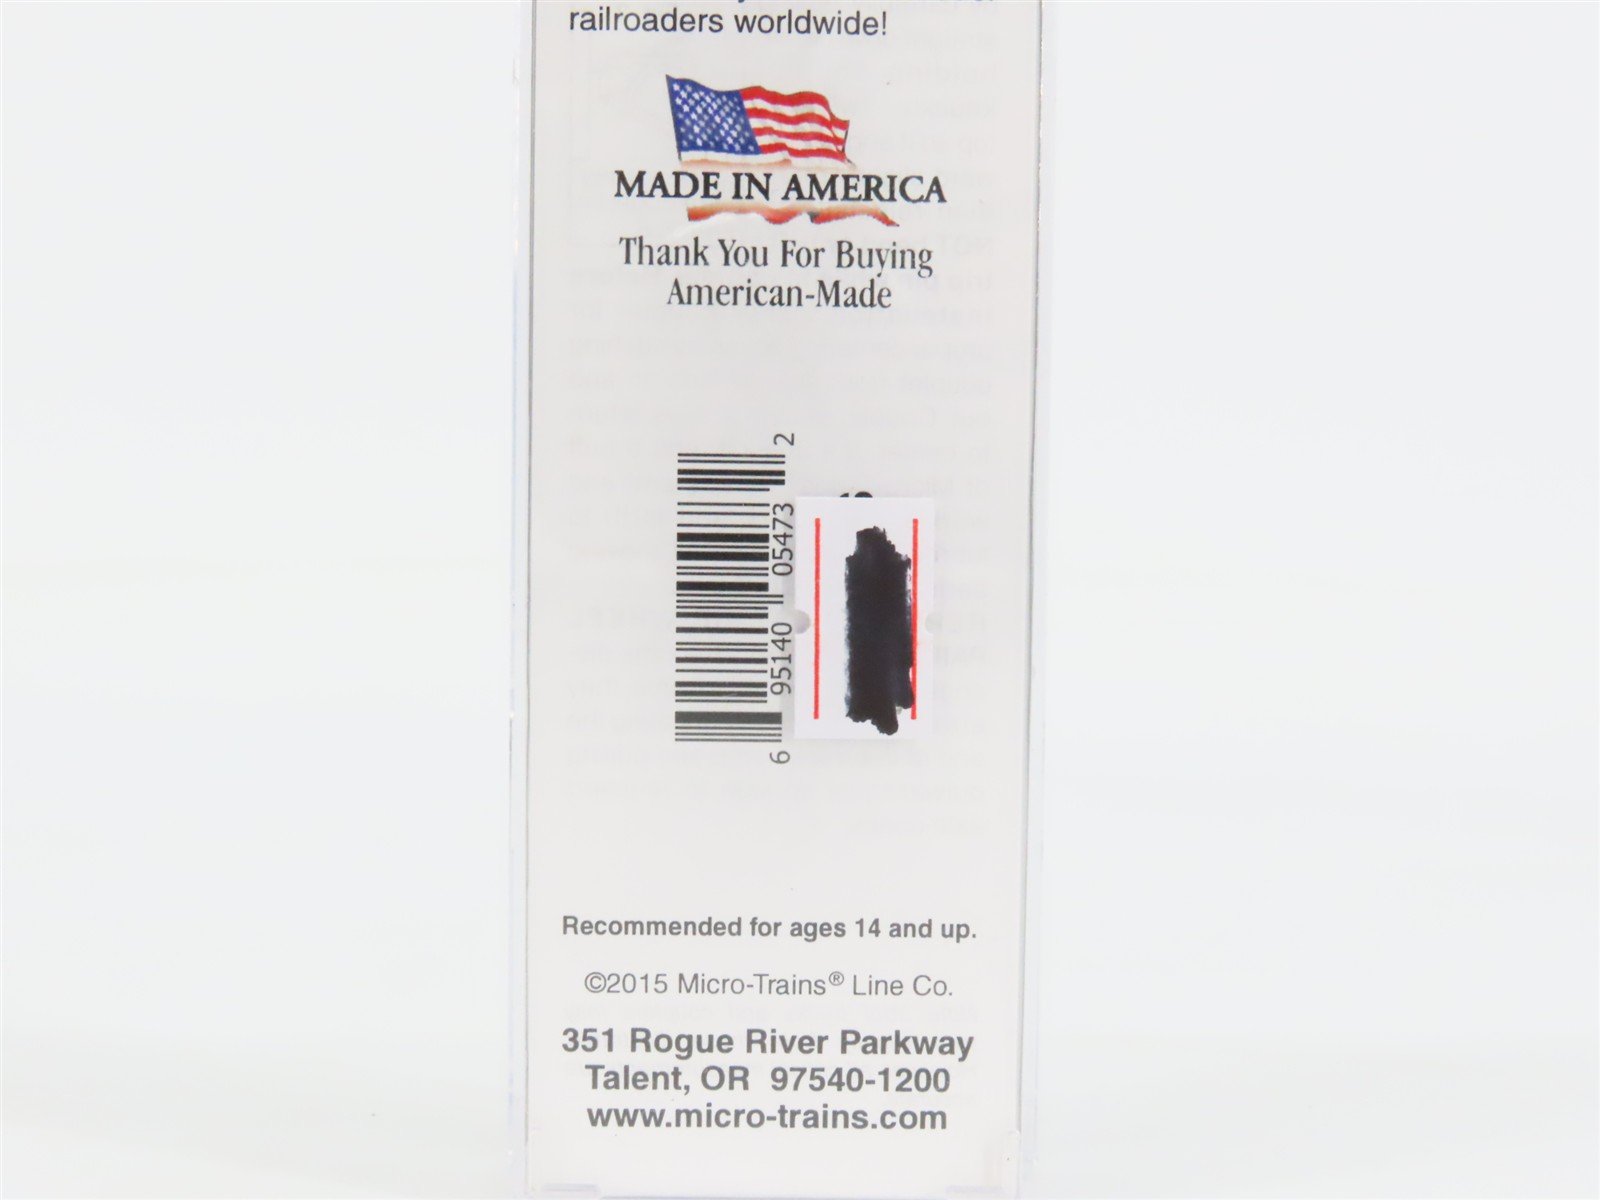 railroaders worldwide!
MADE IN AMERICA
Thank You For Buying
American-Made
6 95140 05473 2
Recommended for ages 14 and up.
©2015 Micro-Trains® Line Co.
351 Rogue River Parkway
Talent, OR 97540-1200
www.micro-trains.com